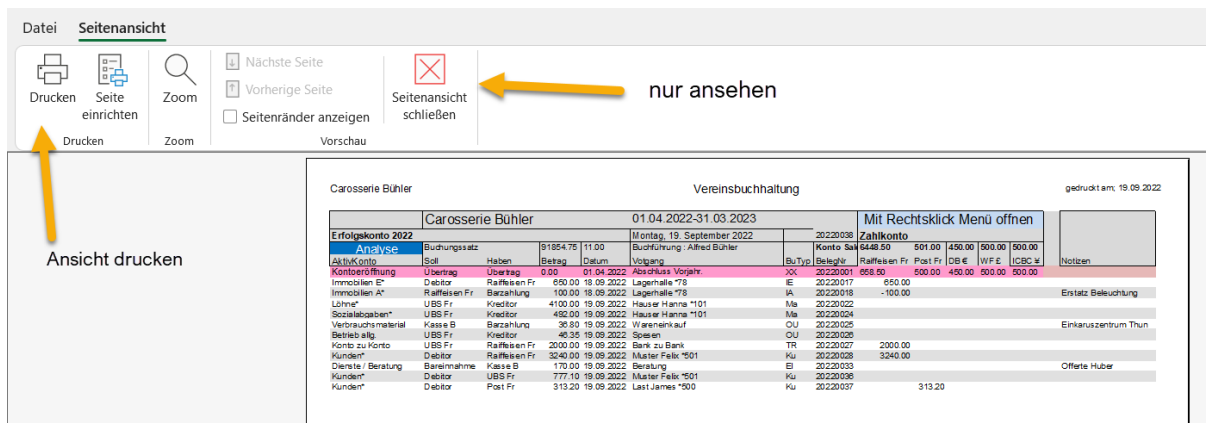 Datei Seitenansicht
Drucken Seite einrichten Zoom Nächste Seite
Vorherige Seite
Seitenränder anzeigen
Seitenansicht schließen
Drucken Zoom Vorschau
nur ansehen
Ansicht drucken
Carosserie Bühler Vereinsbuchhaltung gedruckt am; 19.09.2022
Carosserie Bühler 01.04.2022-31.03.2023 Mit Rechtsklick Menü öffnen
Erfolgskonto 2022 Montag, 19. September 2022 20220038 Zahlkonto
Analyse Buchungssatz 91854.75 11.00 Buchführung : Alfred Bühler Konto Sal 6448.50 501.00 450.00 500.00 500.00
AktivKonto Soll Haben Betrag Datum Votgang BuTyp BelegNr Raiffeisen Fr Post Fr DB € WF £ ICBC ¥ Notizen
Kontoeröffnung Übertrag Übertrag 0.00 01.04.2022 Abschluss Vorjahr. XX 20220001 658.50 500.00 450.00 500.00 500.00
Immobilien E* Debitor Raiffeisen Fr 650.00 18.09.2022 Lagerhalle *78 IE 20220017 650.00
Immobilien A* Raiffeisen Fr Barzahlung 100.00 18.09.2022 Lagerhalle *78 IA 20220018 -100.00 Erstatz Beleuchtung
Löhne* UBS Fr Kreditor 4100.00 19.09.2022 Hauser Hanna *101 Ma 20220022
Sozialabgaben* UBS Fr Kreditor 492.00 19.09.2022 Hauser Hanna *101 Ma 20220024
Verbrauchsmaterial Kasse B Barzahlung 36.80 19.09.2022 Wareneinkauf OU 20220025 Einkaruszentrum Thun
Betrieb allg. UBS Fr Kreditor 46.35 19.09.2022 Spesen OU 20220026
Konto zu Konto UBS Fr Raiffeisen Fr 2000.00 19.09.2022 Bank zu Bank TR 20220027 2000.00
Kunden* Debitor Raiffeisen Fr 3240.00 19.09.2022 Muster Felix *501 Ku 20220028 3240.00
Dienste / Beratung Bareinnahme Kasse B 170.00 19.09.2022 Beratung EI 20220033 Offerte Huber
Kunden* Debitor UBS Fr 777.10 19.09.2022 Muster Felix *501 Ku 20220036
Kunden* Debitor Post Fr 313.20 19.09.2022 Last James *500 Ku 20220037 313.20